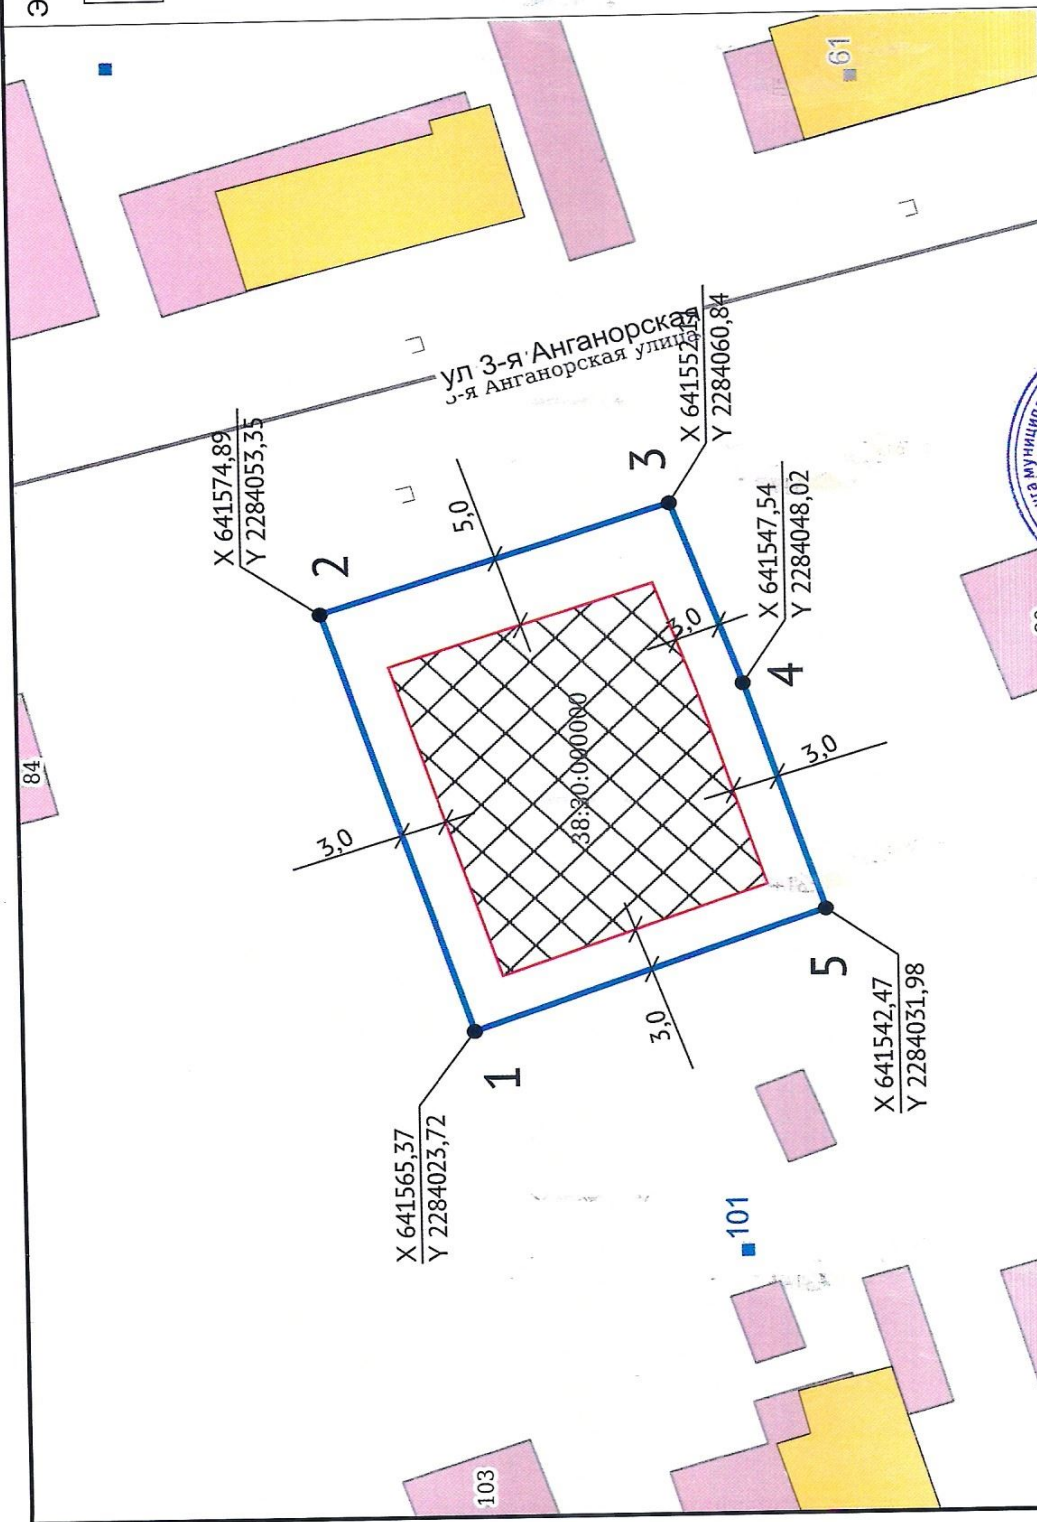 Э
61
84
ул 3-я Ангaнорская
3-я Ангaнорская улица
X 641574,89
Y 2284053,35
2
5,0
3
Y 2284060,84
3,0
X 641547,54
Y 2284048,02
4
3,0
38:30:000000
3,0
3,0
5
X 641542,47
Y 2284031,98
1
X 641565,37
Y 2284023,72
101
103